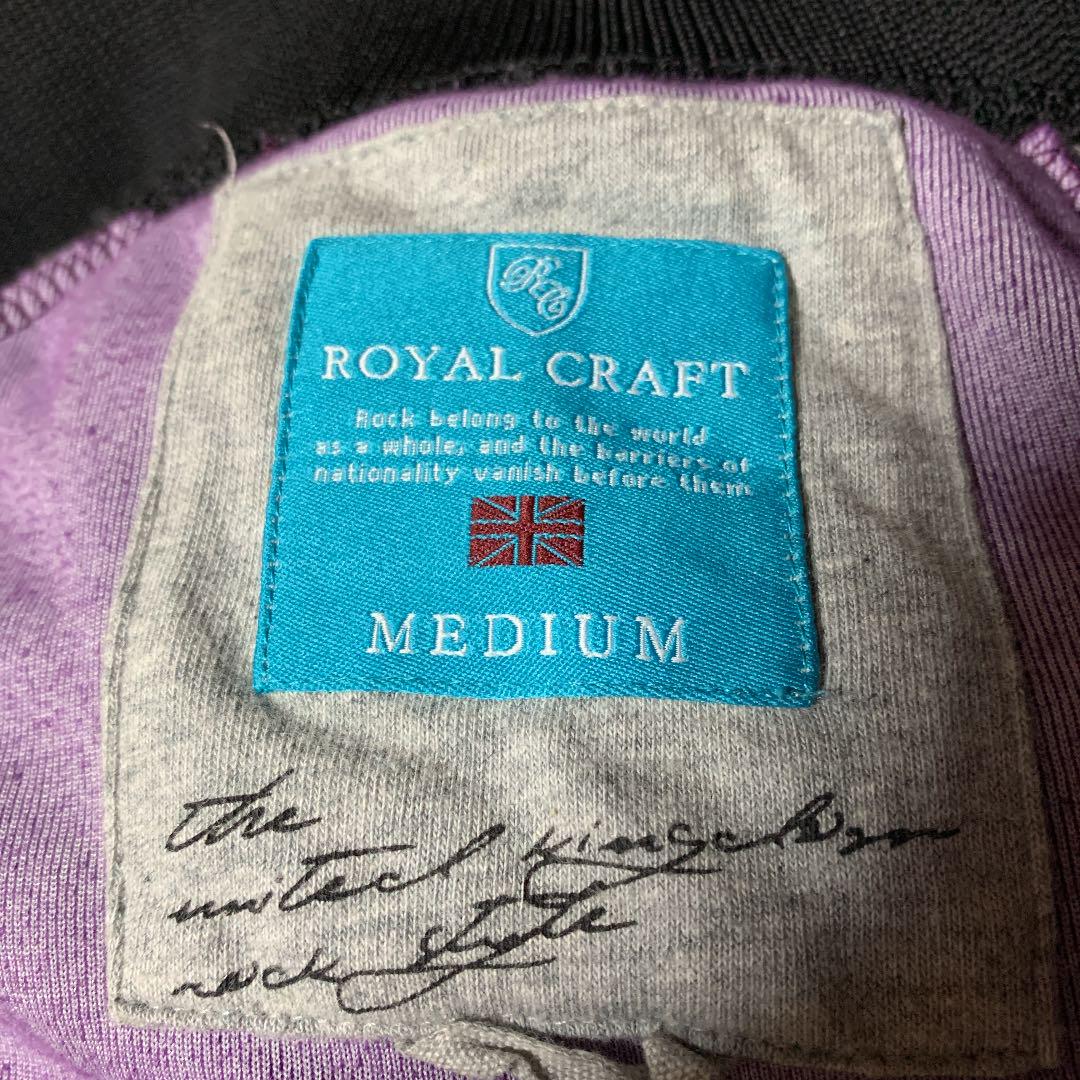 RC
ROYAL CRAFT
Rock belong to the world
as a whole, and the barriers of
nationality vanish before them
MEDIUM
the
united kingdom
rock style